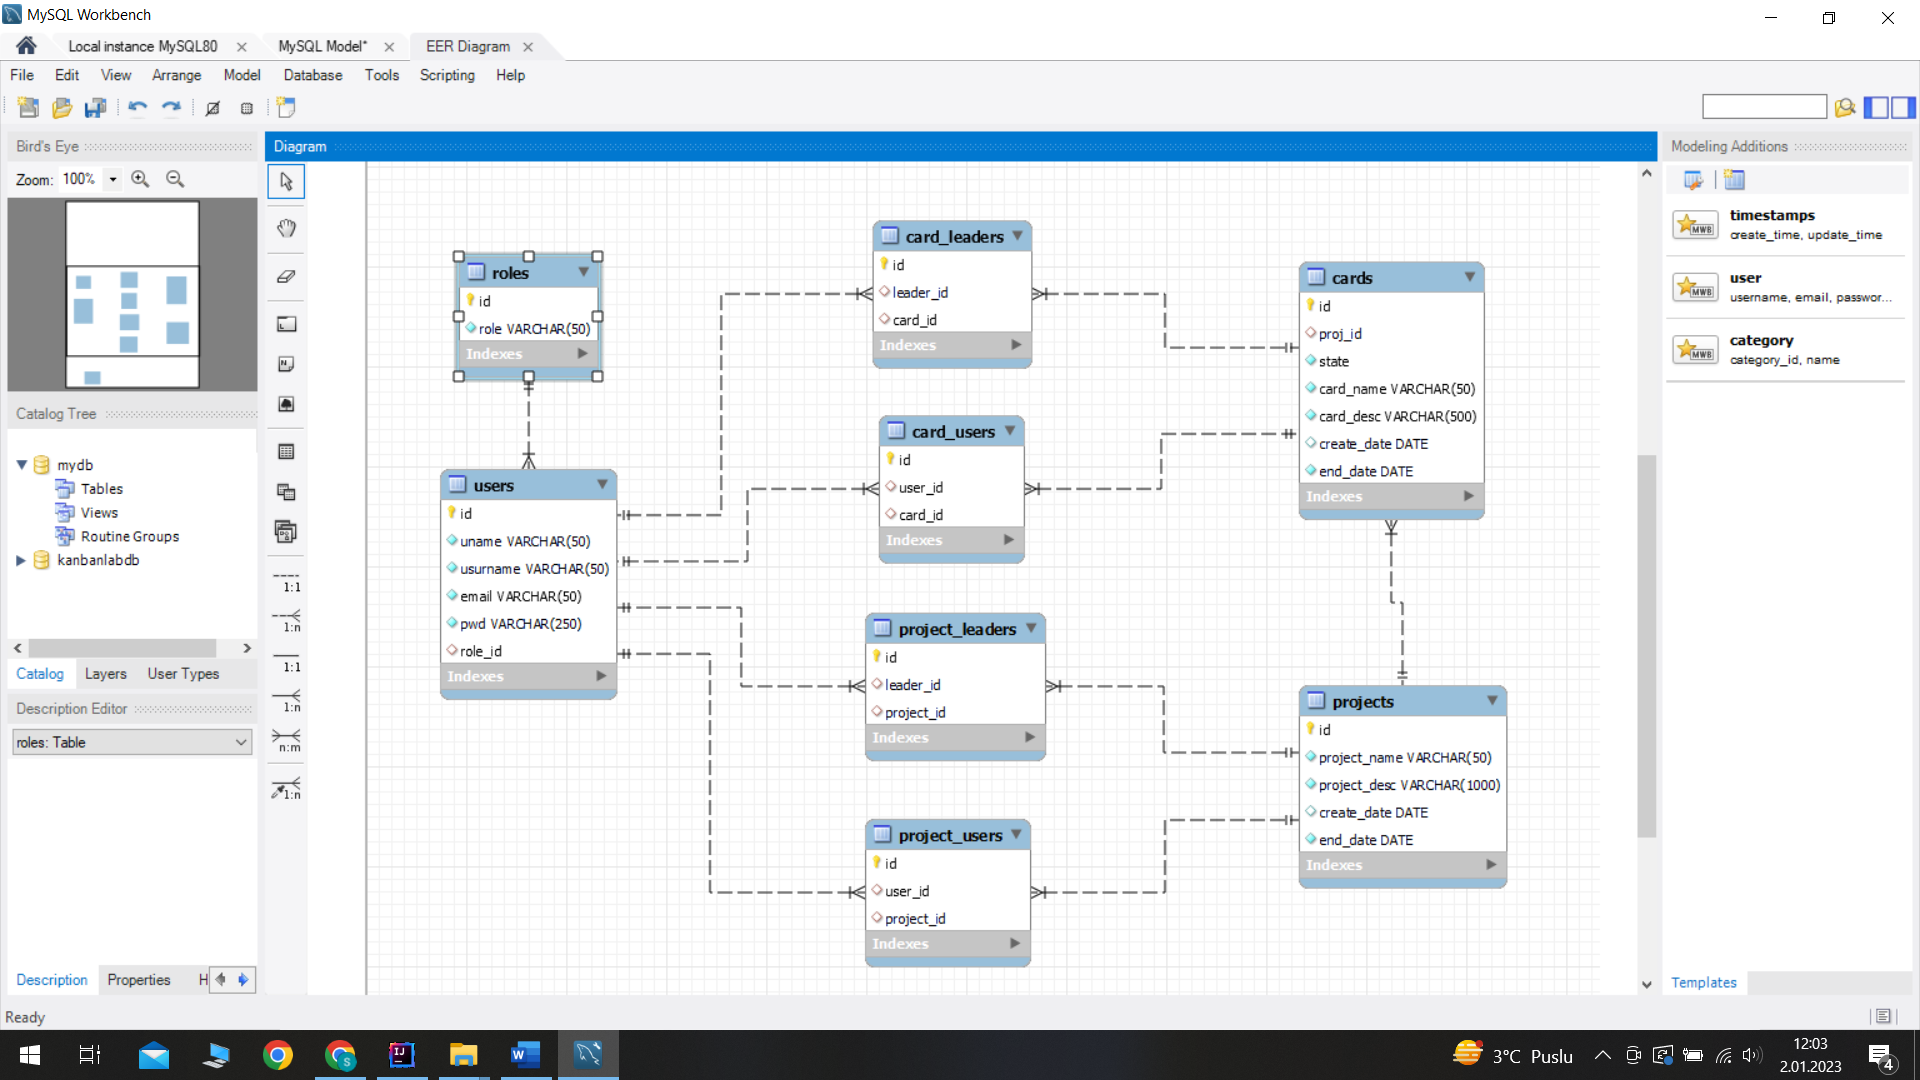 MySQL Workbench
Local instance MySQL80
MySQL Model*
EER Diagram
File Edit View Arrange Model Database Tools Scripting Help
Bird's Eye
Zoom: 100%
Catalog Tree
mydb
Tables
Views
Routine Groups
kanbanlabdb
Catalog Layers User Types
Description Editor
roles: Table
Description Properties H
Diagram
1:1
1:n
1:1
1:n
n:m
1:n
roles
id
role VARCHAR(50)
Indexes
users
id
uname VARCHAR(50)
usurname VARCHAR(50)
email VARCHAR(50)
pwd VARCHAR(250)
role_id
Indexes
card_leaders
id
leader_id
card_id
Indexes
card_users
id
user_id
card_id
Indexes
project_leaders
id
leader_id
project_id
Indexes
project_users
id
user_id
project_id
Indexes
cards
id
proj_id
state
card_name VARCHAR(50)
card_desc VARCHAR(500)
create_date DATE
end_date DATE
Indexes
projects
id
project_name VARCHAR(50)
project_desc VARCHAR(1000)
create_date DATE
end_date DATE
Indexes
Modeling Additions
MWB
timestamps
create_time, update_time
MWB
user
username, email, passwor...
MWB
category
category_id, name
Templates
Ready
IJ
S
W
3°C Puslu
12:03
2.01.2023
4